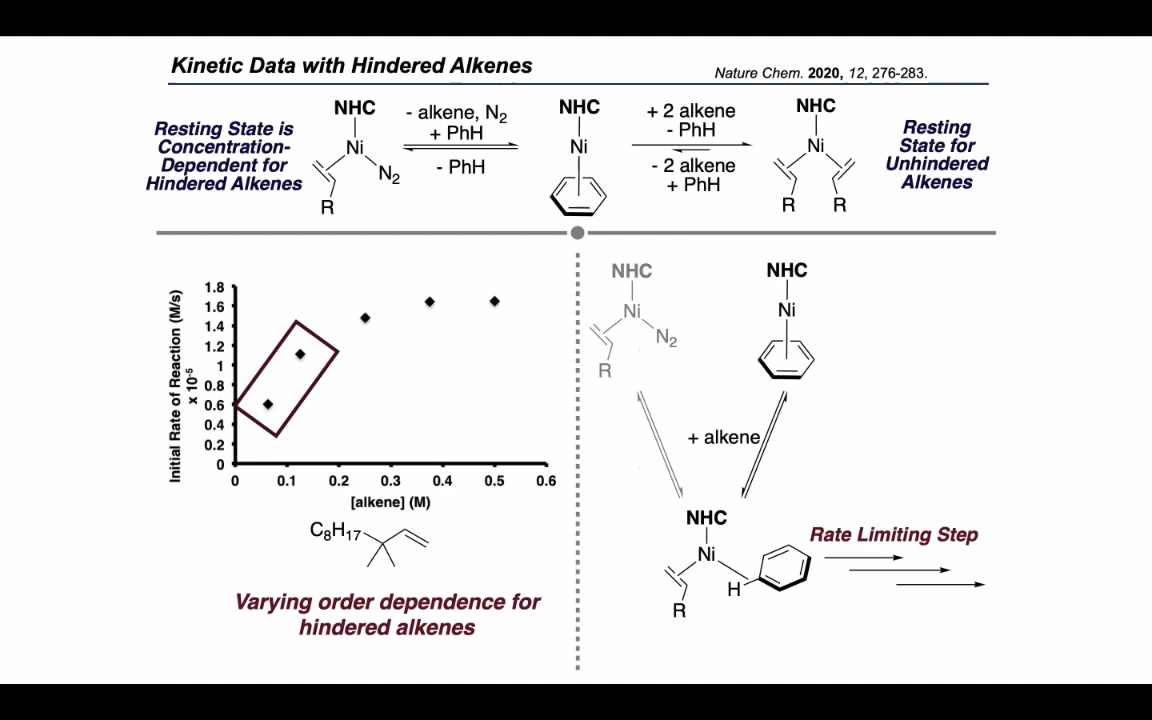 Kinetic Data with Hindered Alkenes
Nature Chem. 2020, 12, 276-283.
Resting State is
Concentration-
Dependent for
Hindered Alkenes
NHC
Ni
N2
R
- alkene, N2
+ PhH
- PhH
NHC
Ni
+ 2 alkene
- PhH
- 2 alkene
+ PhH
NHC
Ni
R R
Resting
State for
Unhindered
Alkenes
Initial Rate of Reaction (M/s)
x 10-5
1.8
1.6
1.4
1.2
1
0.8
0.6
0.4
0.2
0
0 0.1 0.2 0.3 0.4 0.5 0.6
[alkene] (M)
C8H17
Varying order dependence for
hindered alkenes
NHC
Ni
N2
R
NHC
Ni
+ alkene
NHC
Ni
H
R
Rate Limiting Step